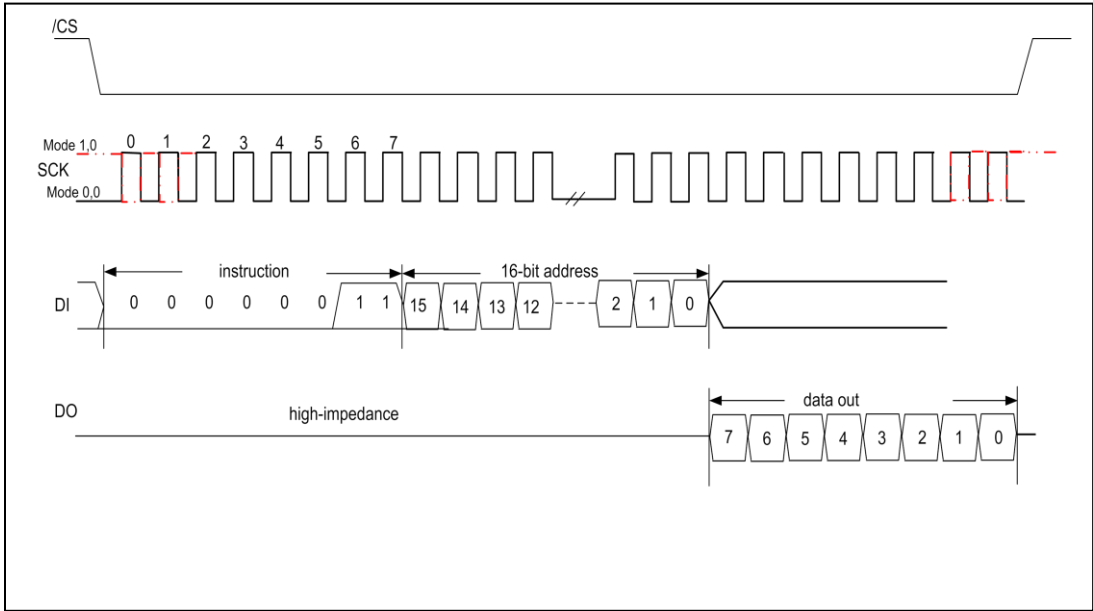 /CS
Mode 1,0
0 1 2 3 4 5 6 7
SCK
Mode 0,0
instruction
16-bit address
DI
0 0 0 0 0 0 1 1 15 14 13 12 2 1 0
DO
high-impedance
data out
7 6 5 4 3 2 1 0